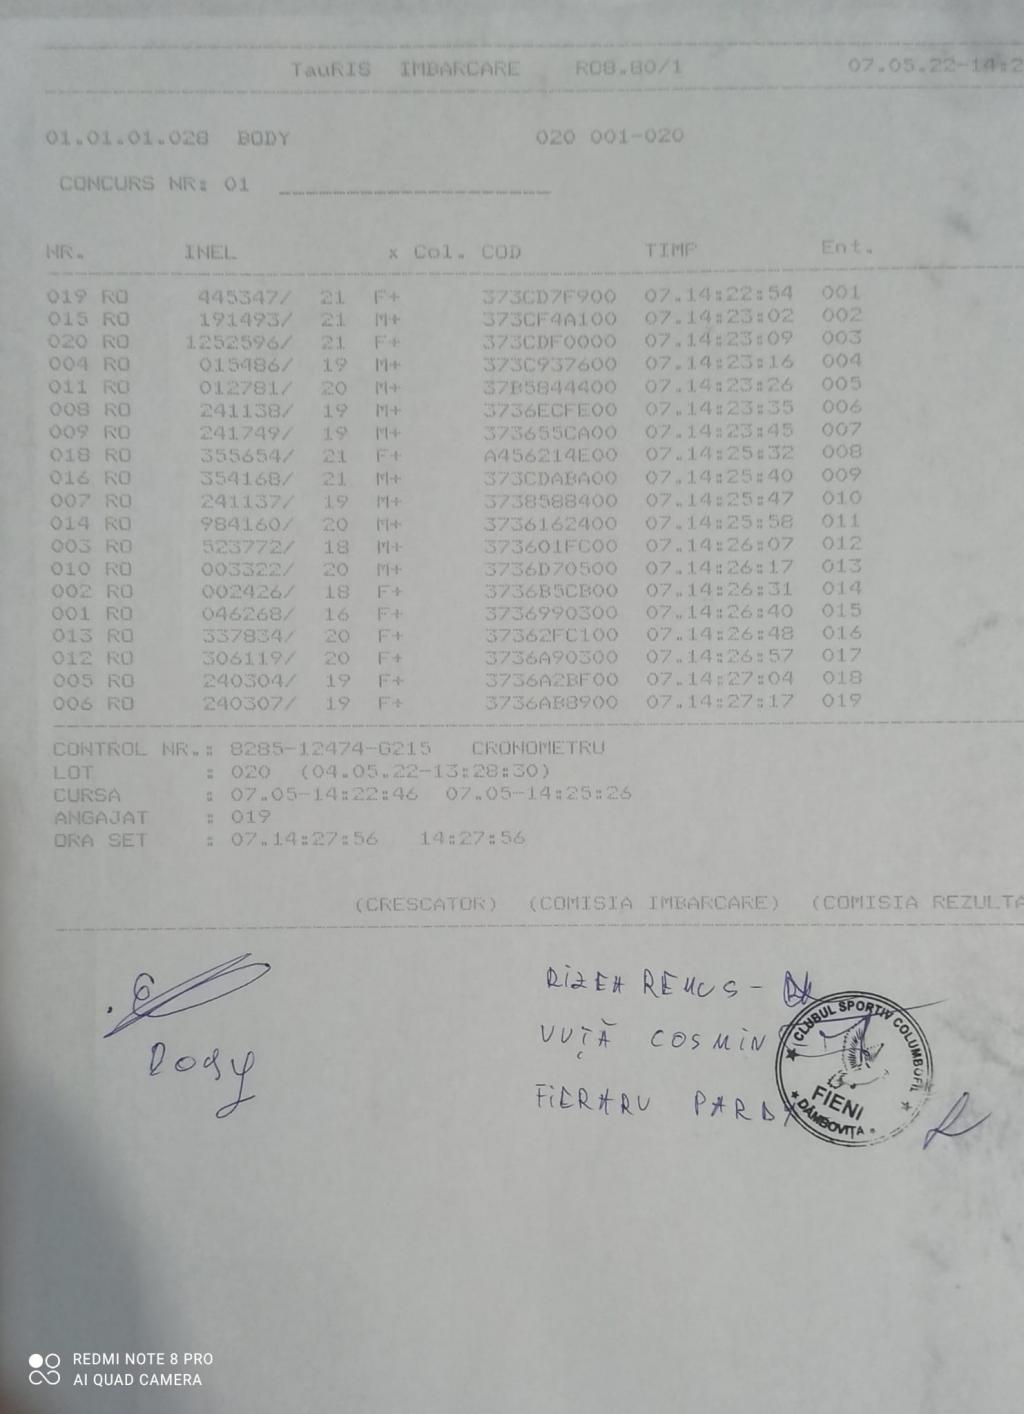 TauRIS IMBARCARE RO8.80/1 07.05.22-14:2
01.01.01.028 BODY 020 001-020
CONCURS NR: 01
NR. INEL x Col. COD TIMP Ent.
019 RO 445347/ 21 F+ 373CD7F900 07.14:22:54 001
015 RO 191493/ 21 M+ 373CF4A100 07.14:23:02 002
020 RO 1252596/ 21 F+ 373CDF0000 07.14:23:09 003
004 RO 015486/ 19 M+ 373C937600 07.14:23:16 004
011 RO 012781/ 20 M+ 37B5844400 07.14:23:26 005
008 RO 241138/ 19 M+ 3736ECFE00 07.14:23:35 006
009 RO 241749/ 19 M+ 373655CA00 07.14:23:45 007
018 RO 355654/ 21 F+ A456214E00 07.14:25:32 008
016 RO 354168/ 21 M+ 373CDABA00 07.14:25:40 009
007 RO 241137/ 19 M+ 3738588400 07.14:25:47 010
014 RO 984160/ 20 M+ 3736162400 07.14:25:58 011
003 RO 523772/ 18 M+ 373601FC00 07.14:26:07 012
010 RO 003322/ 20 M+ 3736D70500 07.14:26:17 013
002 RO 002426/ 18 F+ 3736B5CB00 07.14:26:31 014
001 RO 046268/ 16 F+ 3736990300 07.14:26:40 015
013 RO 337834/ 20 F+ 37362FC100 07.14:26:48 016
012 RO 306119/ 20 F+ 3736A90300 07.14:26:57 017
005 RO 240304/ 19 F+ 3736A2BF00 07.14:27:04 018
006 RO 240307/ 19 F+ 3736AB8900 07.14:27:17 019
CONTROL NR.: 8285-12474-G215 CRONOMETRU
LOT : 020 (04.05.22-13:28:30)
CURSA : 07.05-14:22:46 07.05-14:25:26
ANGAJAT : 019
ORA SET : 07.14:27:56 14:27:56
(CRESCATOR) (COMISIA IMBARCARE) (COMISIA REZULTA
RIZEA REMUS -
VUȚĂ COSMIN
FIERARU
CLUBUL SPORTIV COLUMBOFIL
FIENI
DÂMBOVIȚA
REDMI NOTE 8 PRO
AI QUAD CAMERA